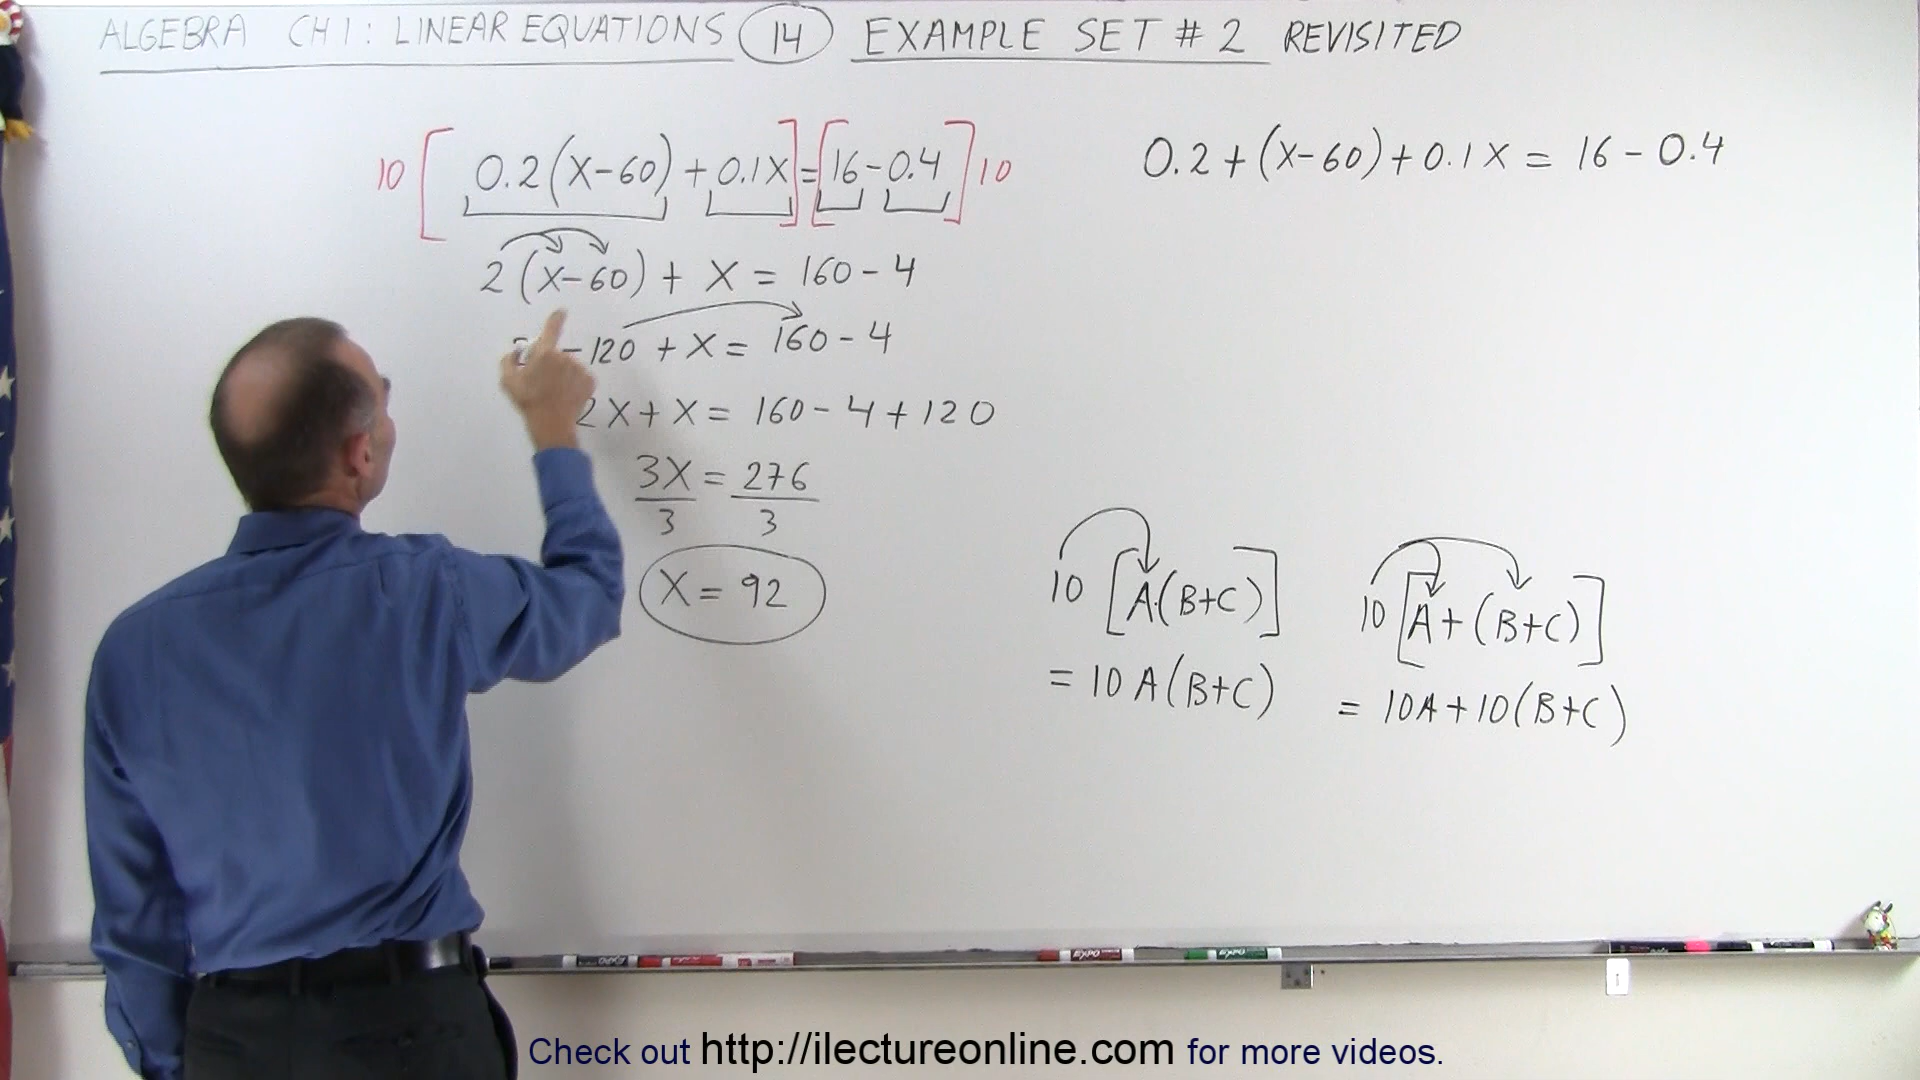 ALGEBRA CH 1: LINEAR EQUATIONS 14 EXAMPLE SET # 2 REVISITED
10 [ 0.2(X-60) + 0.1X ] = [ 16 - 0.4 ] 10
2(X-60) + X = 160 - 4
-120 + X = 160 - 4
2X + X = 160 - 4 + 120
3X = 276
3 3
X = 92
0.2 + (X-60) + 0.1X = 16 - 0.4
10 [A·(B+C)]
= 10A(B+C)
10 [A+(B+C)]
= 10A+10(B+C)
EXPO
Check out http://ilectureonline.com for more videos.